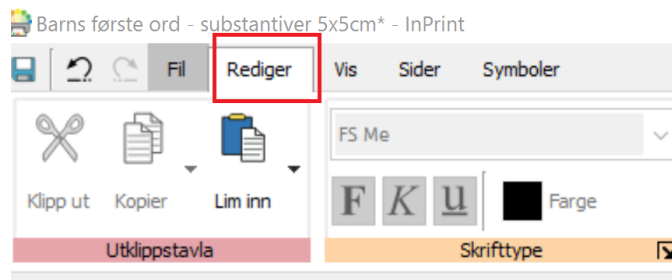 Barns første ord - substantiver 5x5cm* - InPrint
Fil Rediger Vis Sider Symboler
FS Me
Klipp ut Kopier Lim inn F K u Farge
Utklippstavla Skrifttype